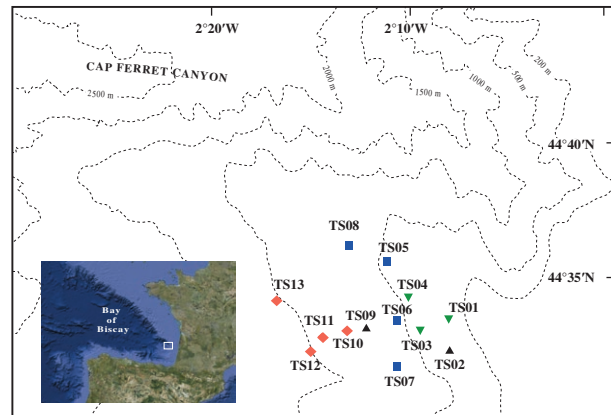 2°20'W 2°10'W
200 m
500 m
1000 m
1500 m
2000 m
CAP FERRET CANYON
2500 m
44°40'N
TS08
TS05
44°35'N
TS13
TS04
TS11
TS09
TS06
TS01
TS10
TS03
TS12
TS02
TS07
Bay
of
Biscay